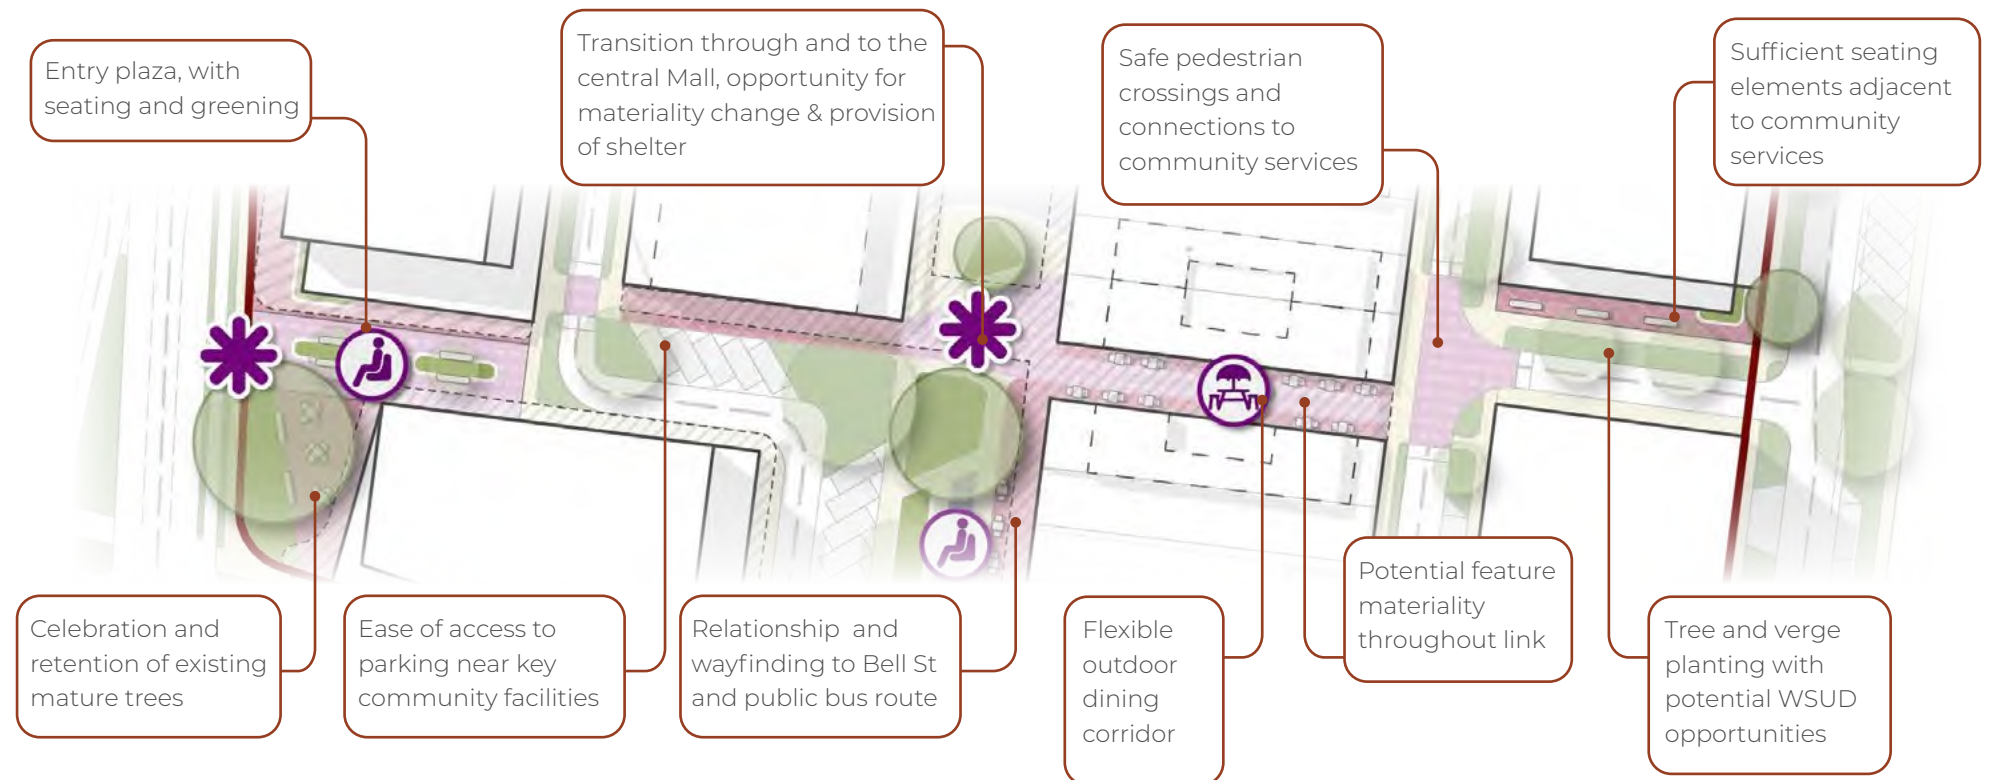 Entry plaza, with
seating and greening
Transition through and to the
central Mall, opportunity for
materiality change & provision
of shelter
Safe pedestrian
crossings and
connections to
community services
Sufficient seating
elements adjacent
to community
services
Celebration and
retention of existing
mature trees
Ease of access to
parking near key
community facilities
Relationship and
wayfinding to Bell St
and public bus route
Flexible
outdoor
dining
corridor
Potential feature
materiality
throughout link
Tree and verge
planting with
potential WSUD
opportunities